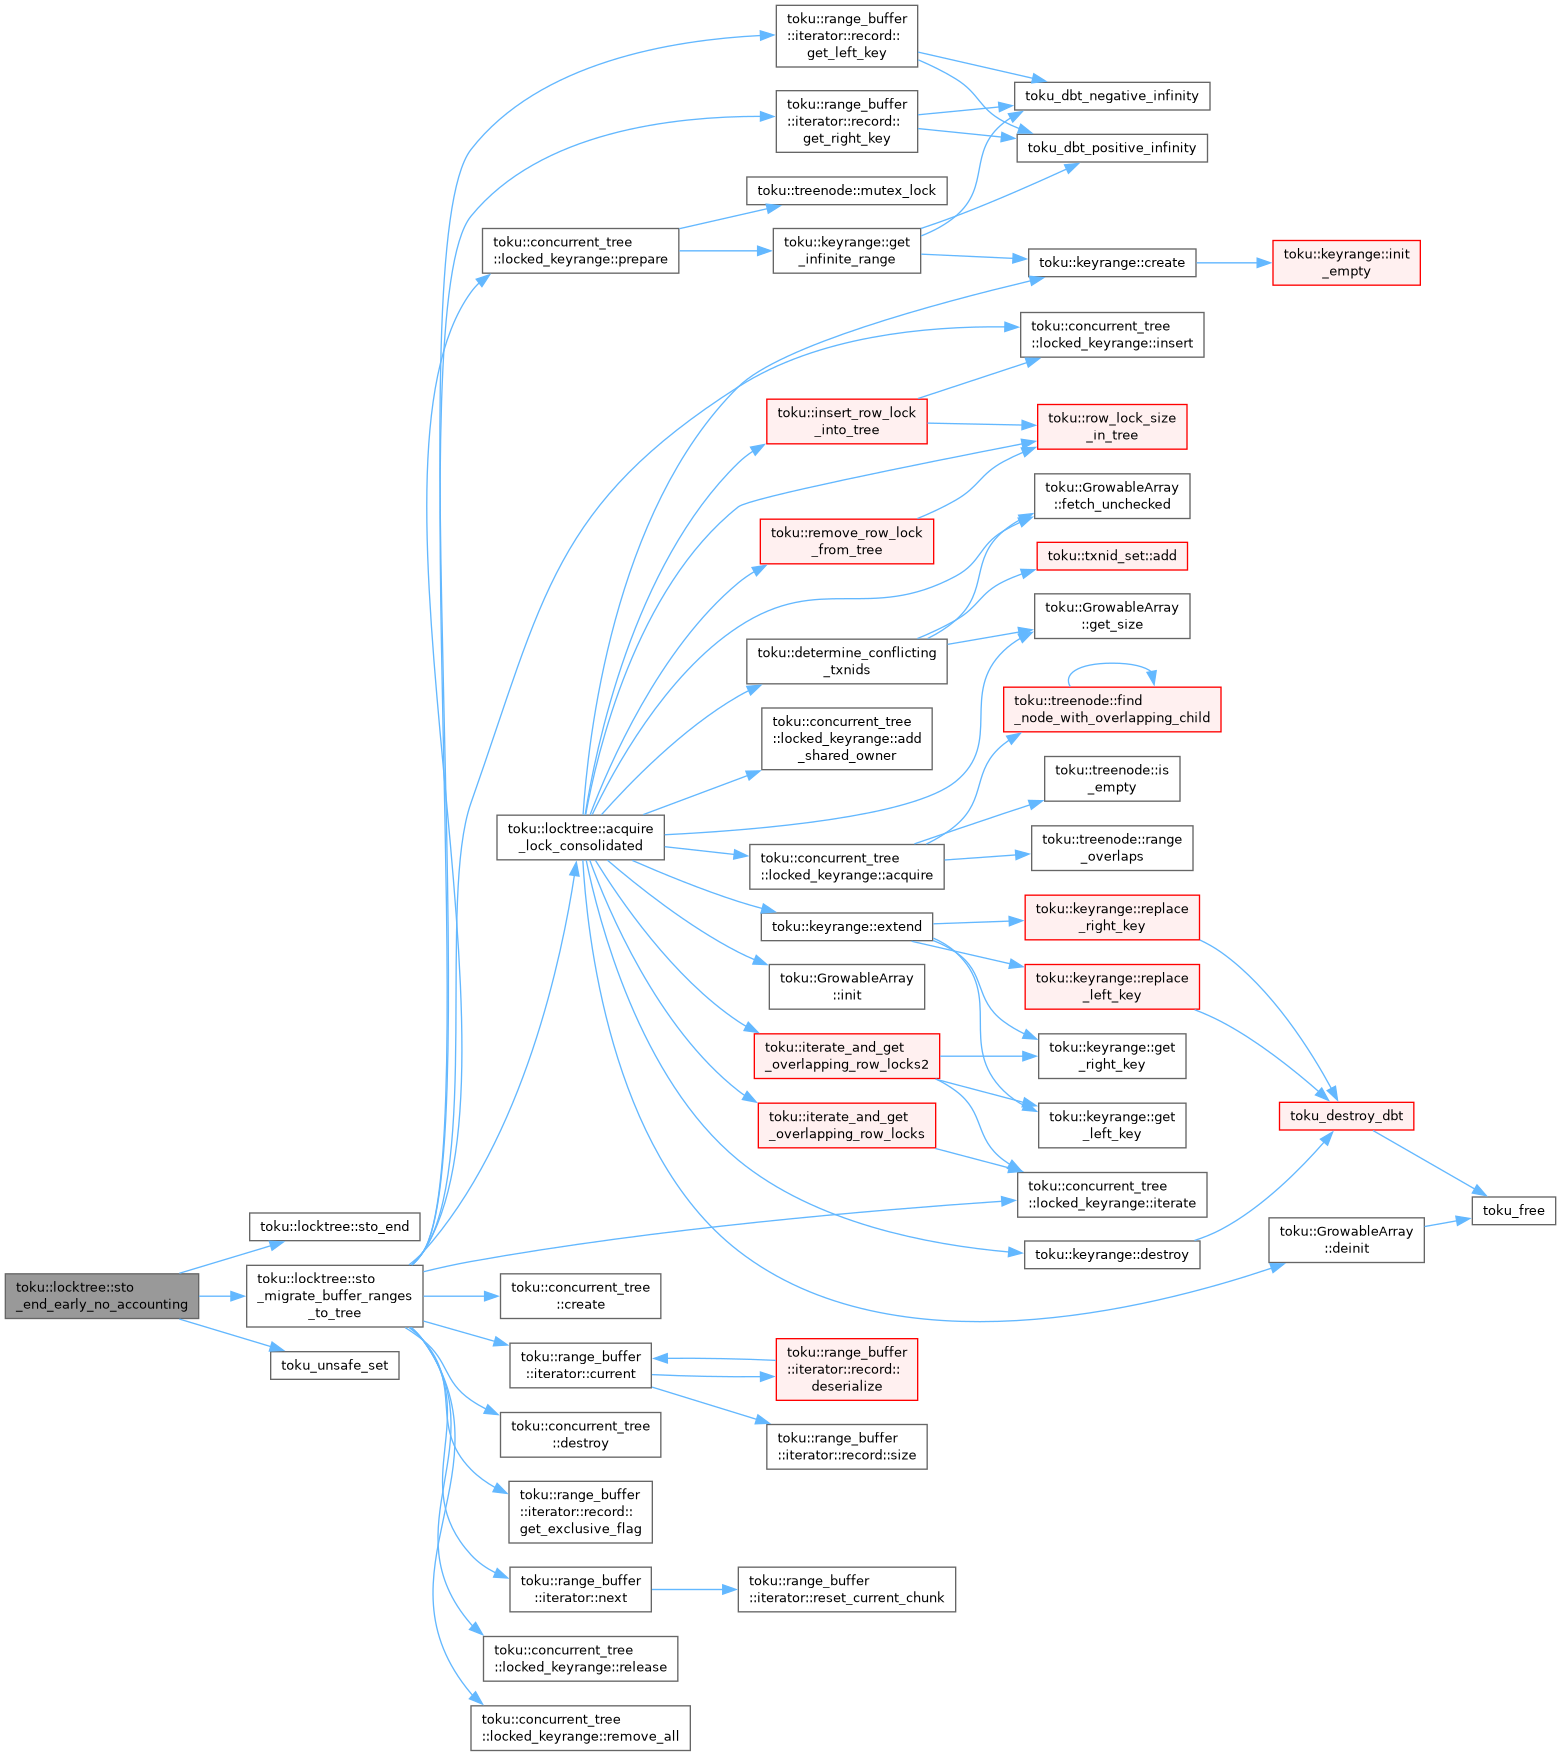 toku::range_buffer
::iterator::record::
get_left_key
toku_dbt_negative_infinity
toku::range_buffer
::iterator::record::
get_right_key
toku_dbt_positive_infinity
toku::treenode::mutex_lock
toku::concurrent_tree
::locked_keyrange::prepare
toku::keyrange::get
_infinite_range
toku::keyrange::create
toku::keyrange::init
_empty
toku::concurrent_tree
::locked_keyrange::insert
toku::insert_row_lock
_into_tree
toku::row_lock_size
_in_tree
toku::GrowableArray
::fetch_unchecked
toku::remove_row_lock
_from_tree
toku::txnid_set::add
toku::GrowableArray
::get_size
toku::determine_conflicting
_txnids
toku::treenode::find
_node_with_overlapping_child
toku::concurrent_tree
::locked_keyrange::add
_shared_owner
toku::treenode::is
_empty
toku::locktree::acquire
_lock_consolidated
toku::treenode::range
_overlaps
toku::concurrent_tree
::locked_keyrange::acquire
toku::keyrange::replace
_right_key
toku::keyrange::extend
toku::keyrange::replace
_left_key
toku::GrowableArray
::init
toku::keyrange::get
_right_key
toku::iterate_and_get
_overlapping_row_locks2
toku::keyrange::get
_left_key
toku_destroy_dbt
toku::iterate_and_get
_overlapping_row_locks
toku::concurrent_tree
::locked_keyrange::iterate
toku_free
toku::locktree::sto_end
toku::GrowableArray
::deinit
toku::keyrange::destroy
toku::locktree::sto
_end_early_no_accounting
toku::locktree::sto
_migrate_buffer_ranges
_to_tree
toku::concurrent_tree
::create
toku_unsafe_set
toku::range_buffer
::iterator::current
toku::range_buffer
::iterator::record::
deserialize
toku::concurrent_tree
::destroy
toku::range_buffer
::iterator::record::size
toku::range_buffer
::iterator::record::
get_exclusive_flag
toku::range_buffer
::iterator::next
toku::range_buffer
::iterator::reset_current_chunk
toku::concurrent_tree
::locked_keyrange::release
toku::concurrent_tree
::locked_keyrange::remove_all